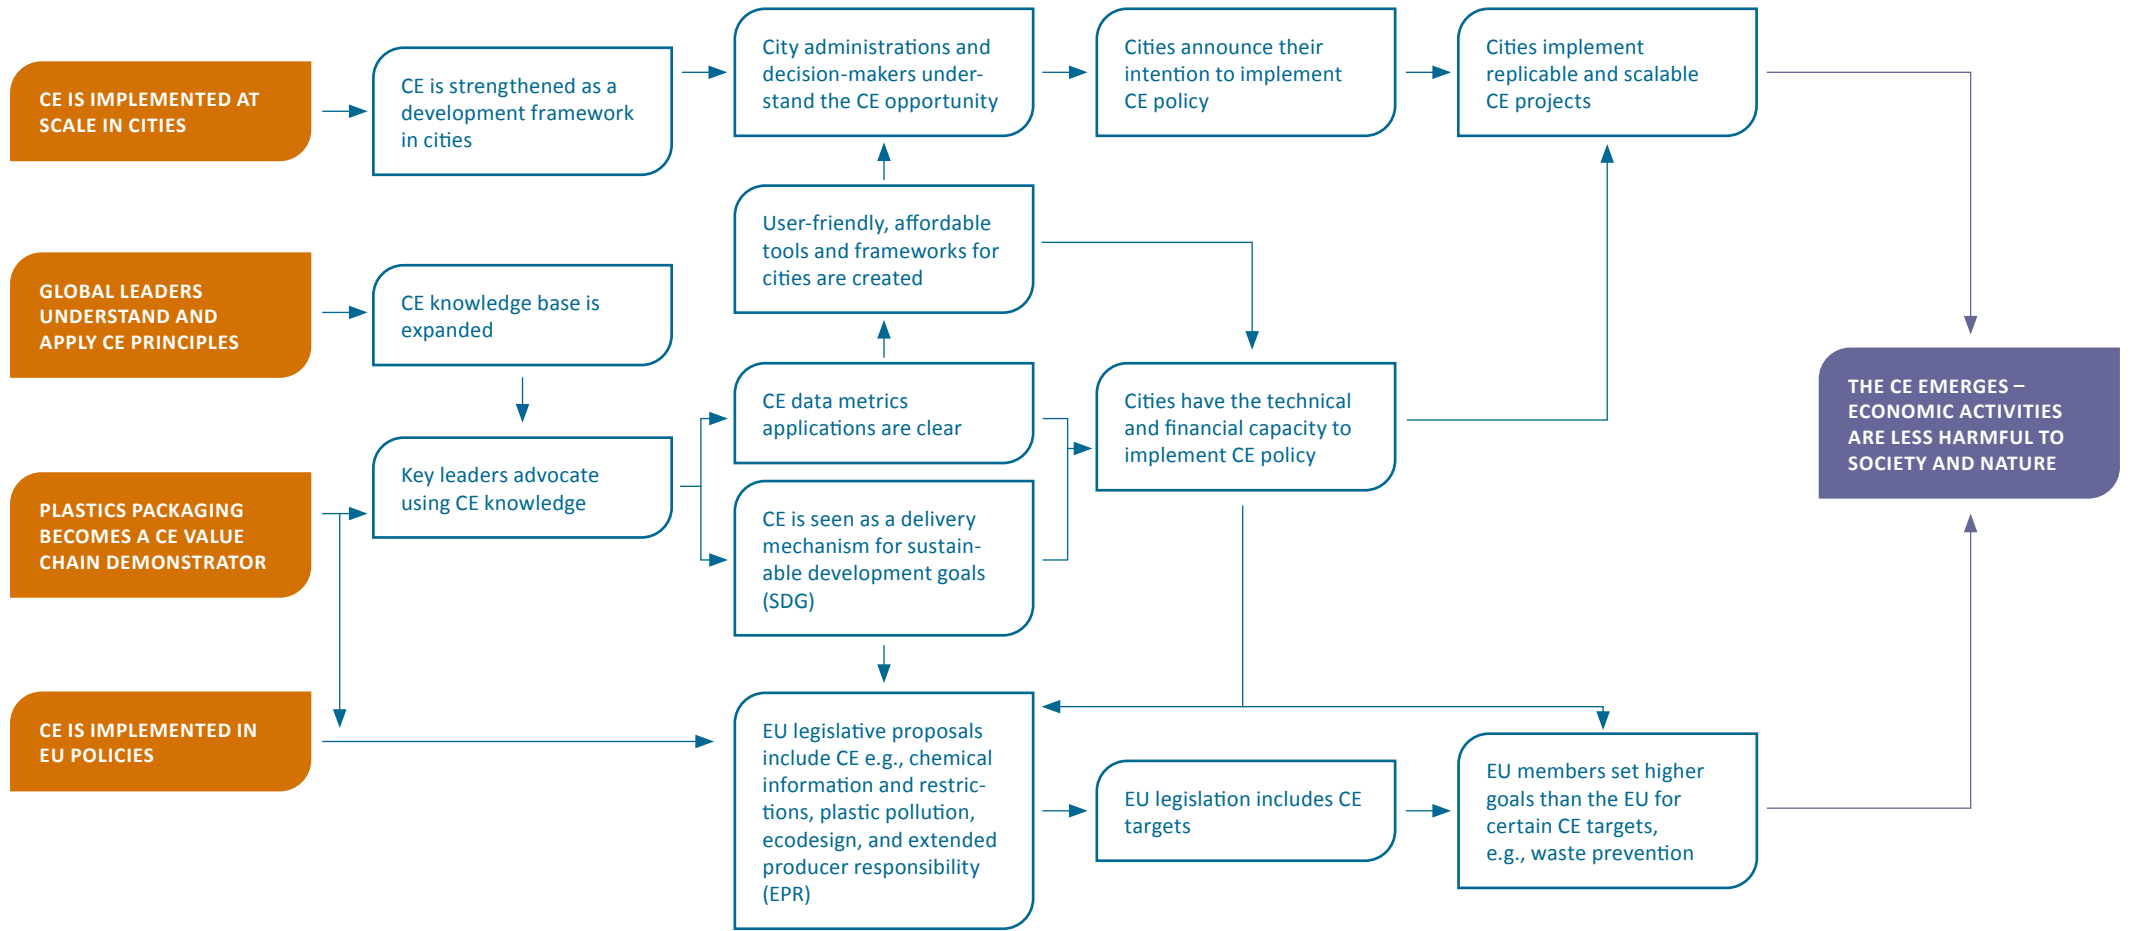 CE IS IMPLEMENTED AT
SCALE IN CITIES
CE is strengthened as a
development framework
in cities
City administrations and
decision-makers under-
stand the CE opportunity
Cities announce their
intention to implement
CE policy
Cities implement
replicable and scalable
CE projects
GLOBAL LEADERS
UNDERSTAND AND
APPLY CE PRINCIPLES
CE knowledge base is
expanded
User-friendly, affordable
tools and frameworks for
cities are created
PLASTICS PACKAGING
BECOMES A CE VALUE
CHAIN DEMONSTRATOR
Key leaders advocate
using CE knowledge
CE data metrics
applications are clear
CE is seen as a delivery
mechanism for sustain-
able development goals
(SDG)
Cities have the technical
and financial capacity to
implement CE policy
THE CE EMERGES –
ECONOMIC ACTIVITIES
ARE LESS HARMFUL TO
SOCIETY AND NATURE
CE IS IMPLEMENTED IN
EU POLICIES
EU legislative proposals
include CE e.g., chemical
information and restric-
tions, plastic pollution,
ecodesign, and extended
producer responsibility
(EPR)
EU legislation includes CE
targets
EU members set higher
goals than the EU for
certain CE targets,
e.g., waste prevention